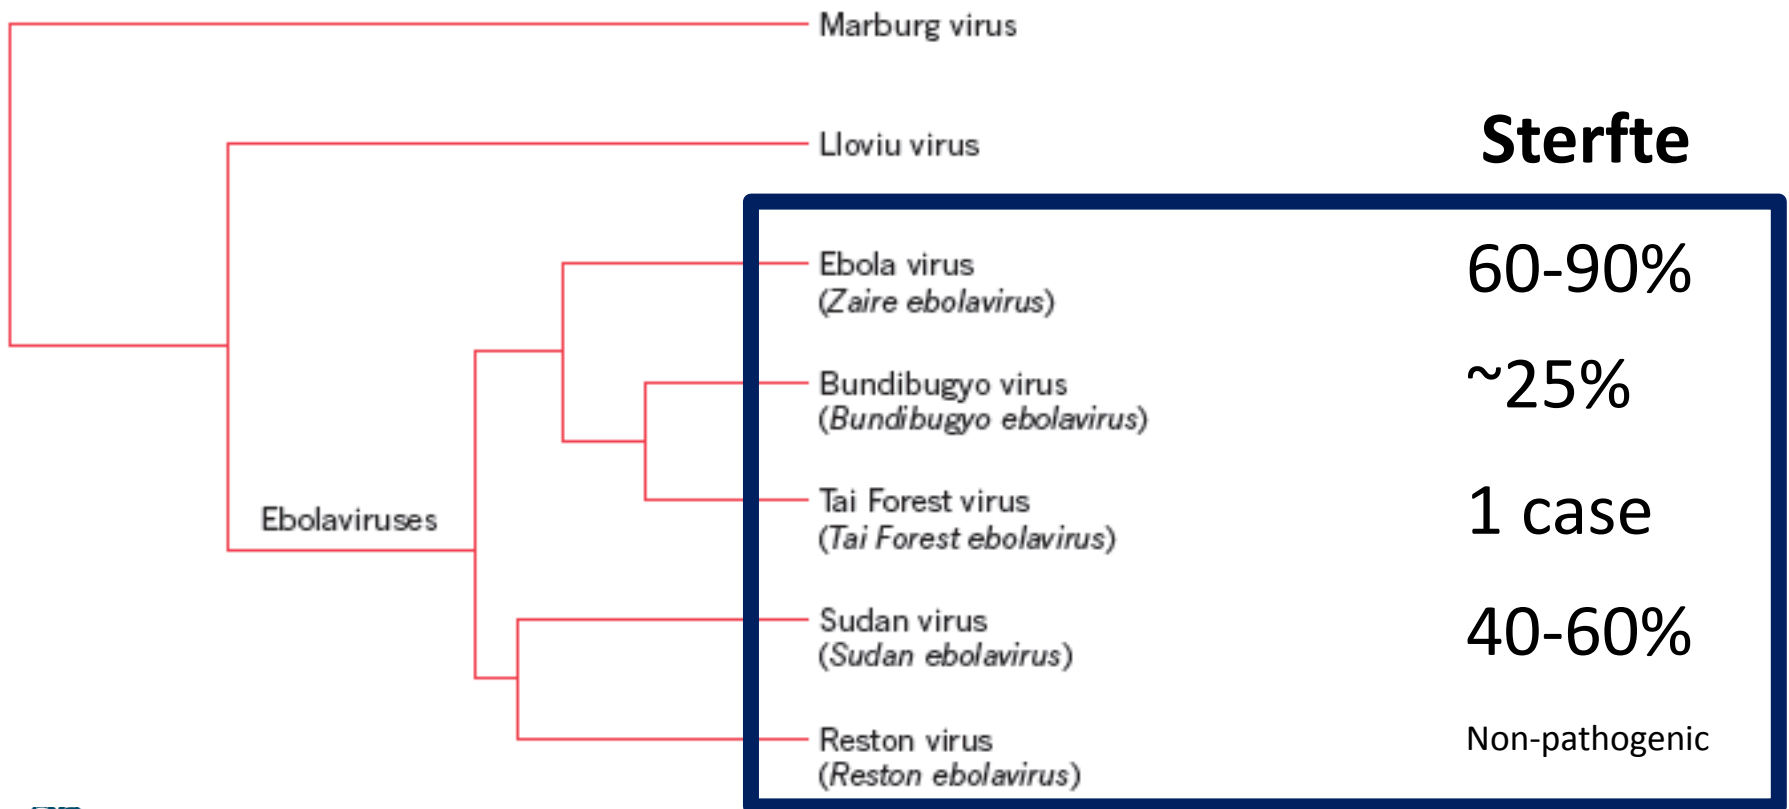 Marburg virus
Lloviu virus
Sterfte
Ebola virus
(Zaire ebolavirus)
60-90%
Bundibugyo virus
(Bundibugyo ebolavirus)
~25%
Tai Forest virus
(Tai Forest ebolavirus)
1 case
Ebolaviruses
Sudan virus
(Sudan ebolavirus)
40-60%
Reston virus
(Reston ebolavirus)
Non-pathogenic